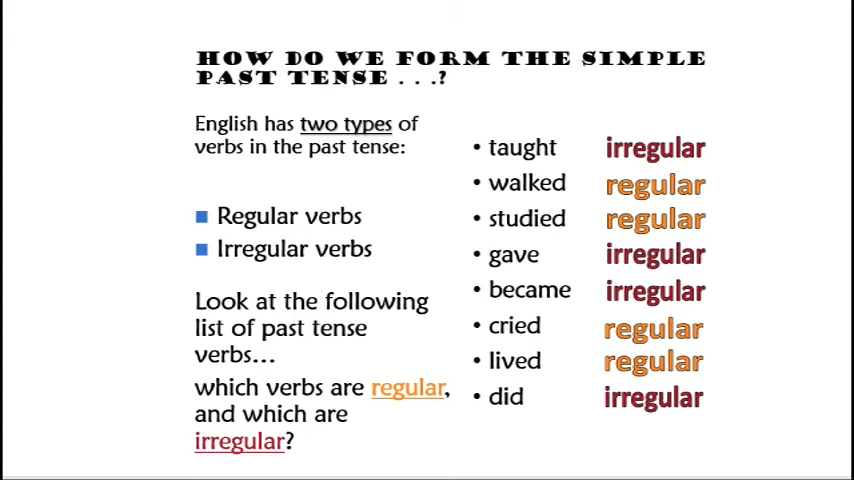 HOW DO WE FORM THE SIMPLE
PAST TENSE . . .?
English has two types of
verbs in the past tense:
Regular verbs
Irregular verbs
Look at the following
list of past tense
verbs...
which verbs are regular,
and which are
irregular?
• taught irregular
• walked regular
• studied regular
• gave irregular
• became irregular
• cried regular
• lived regular
• did irregular